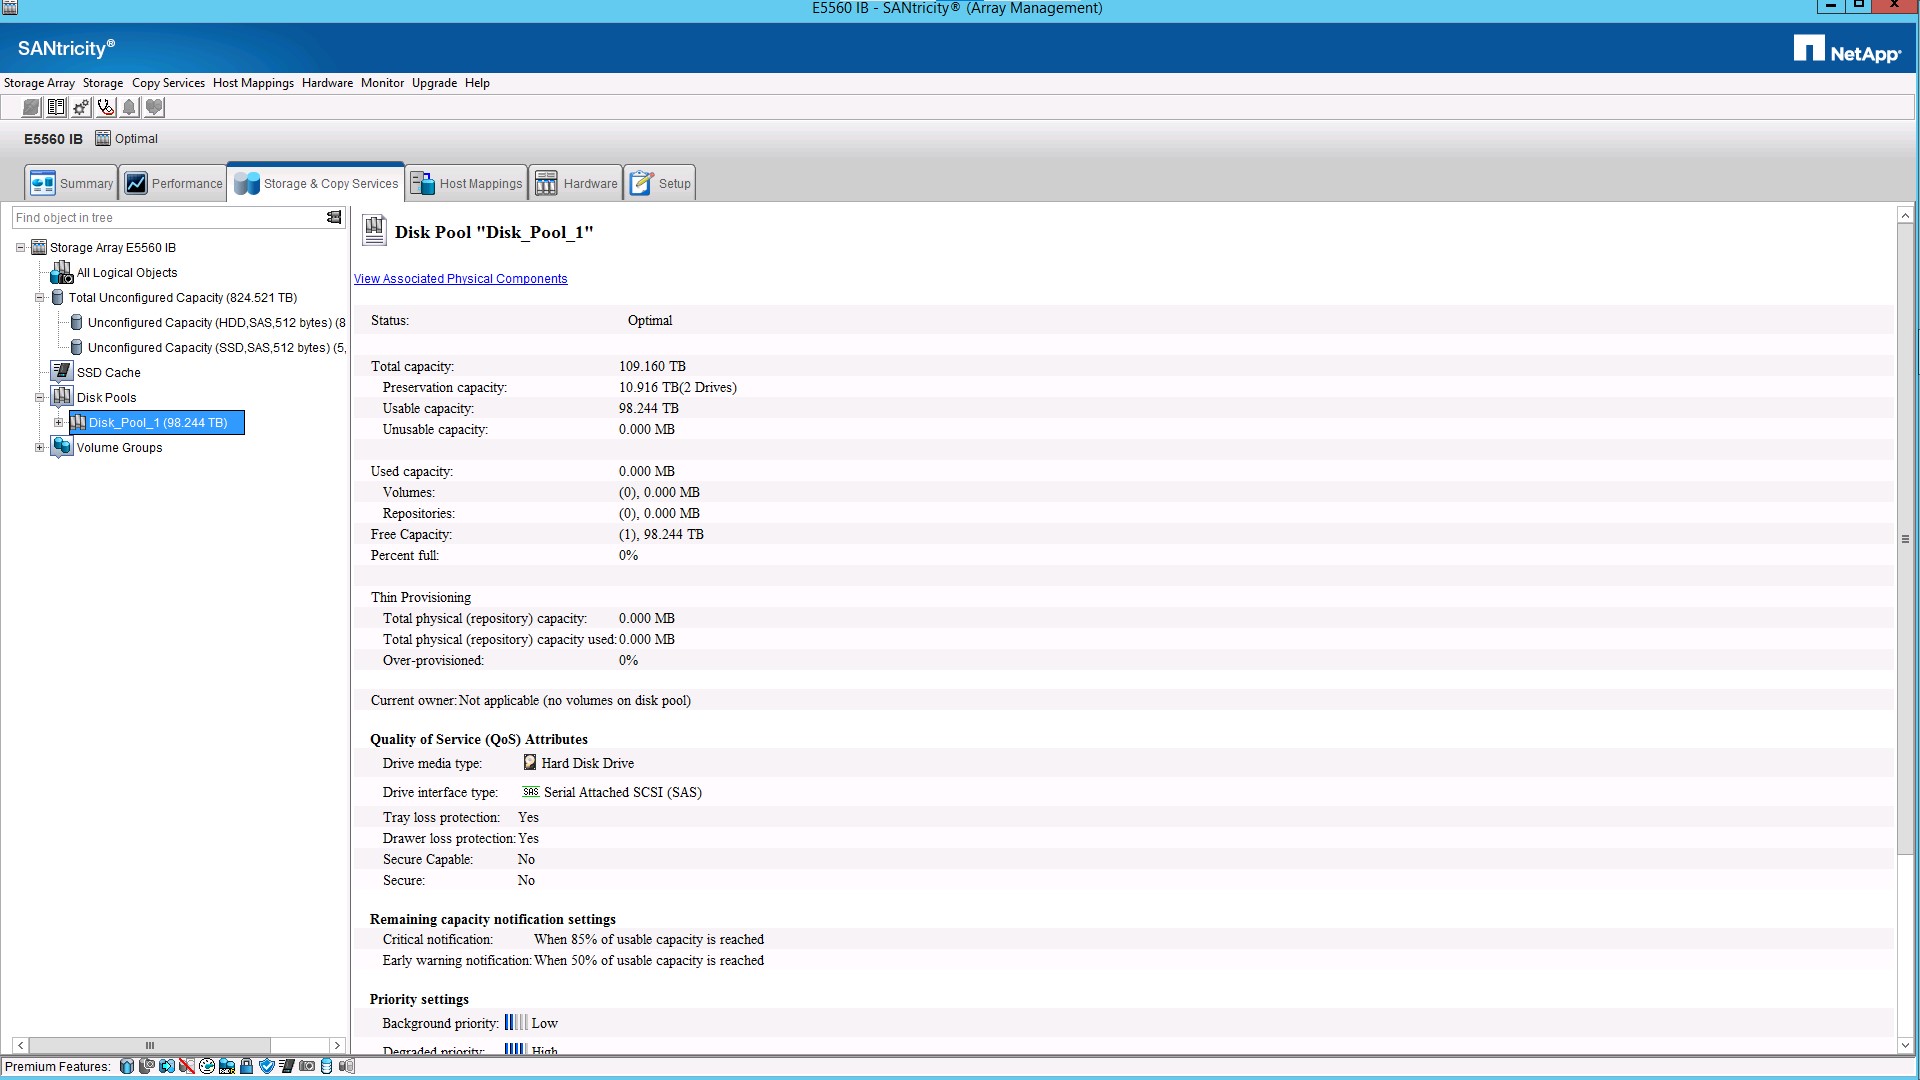 E5560 IB - SANtricity® (Array Management)
SANtricity®
NetApp®
Storage Array Storage Copy Services Host Mappings Hardware Monitor Upgrade Help
E5560 IB Optimal
Summary Performance Storage & Copy Services Host Mappings Hardware Setup
Find object in tree
Storage Array E5560 IB
All Logical Objects
Total Unconfigured Capacity (824.521 TB)
Unconfigured Capacity (HDD,SAS,512 bytes) (8
Unconfigured Capacity (SSD,SAS,512 bytes) (5,
SSD Cache
Disk Pools
Disk_Pool_1 (98.244 TB)
Volume Groups
Disk Pool "Disk_Pool_1"
View Associated Physical Components
Status: Optimal
Total capacity: 109.160 TB
Preservation capacity: 10.916 TB(2 Drives)
Usable capacity: 98.244 TB
Unusable capacity: 0.000 MB
Used capacity: 0.000 MB
Volumes: (0), 0.000 MB
Repositories: (0), 0.000 MB
Free Capacity: (1), 98.244 TB
Percent full: 0%
Thin Provisioning
Total physical (repository) capacity: 0.000 MB
Total physical (repository) capacity used: 0.000 MB
Over-provisioned: 0%
Current owner: Not applicable (no volumes on disk pool)
Quality of Service (QoS) Attributes
Drive media type: Hard Disk Drive
Drive interface type: SAS Serial Attached SCSI (SAS)
Tray loss protection: Yes
Drawer loss protection: Yes
Secure Capable: No
Secure: No
Remaining capacity notification settings
Critical notification: When 85% of usable capacity is reached
Early warning notification: When 50% of usable capacity is reached
Priority settings
Background priority: Low
Degraded priority: High
Premium Features: